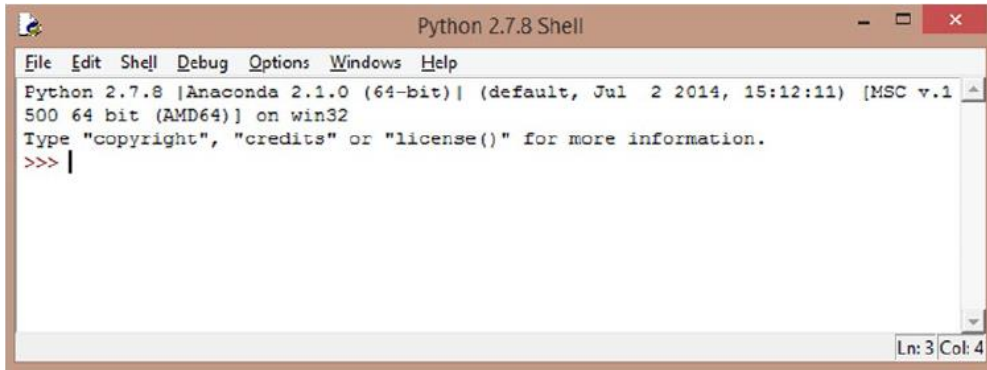 Python 2.7.8 Shell
File Edit Shell Debug Options Windows Help
Python 2.7.8 |Anaconda 2.1.0 (64-bit)| (default, Jul  2 2014, 15:12:11) [MSC v.1
500 64 bit (AMD64)] on win32
Type "copyright", "credits" or "license()" for more information.
>>>
Ln: 3 Col: 4